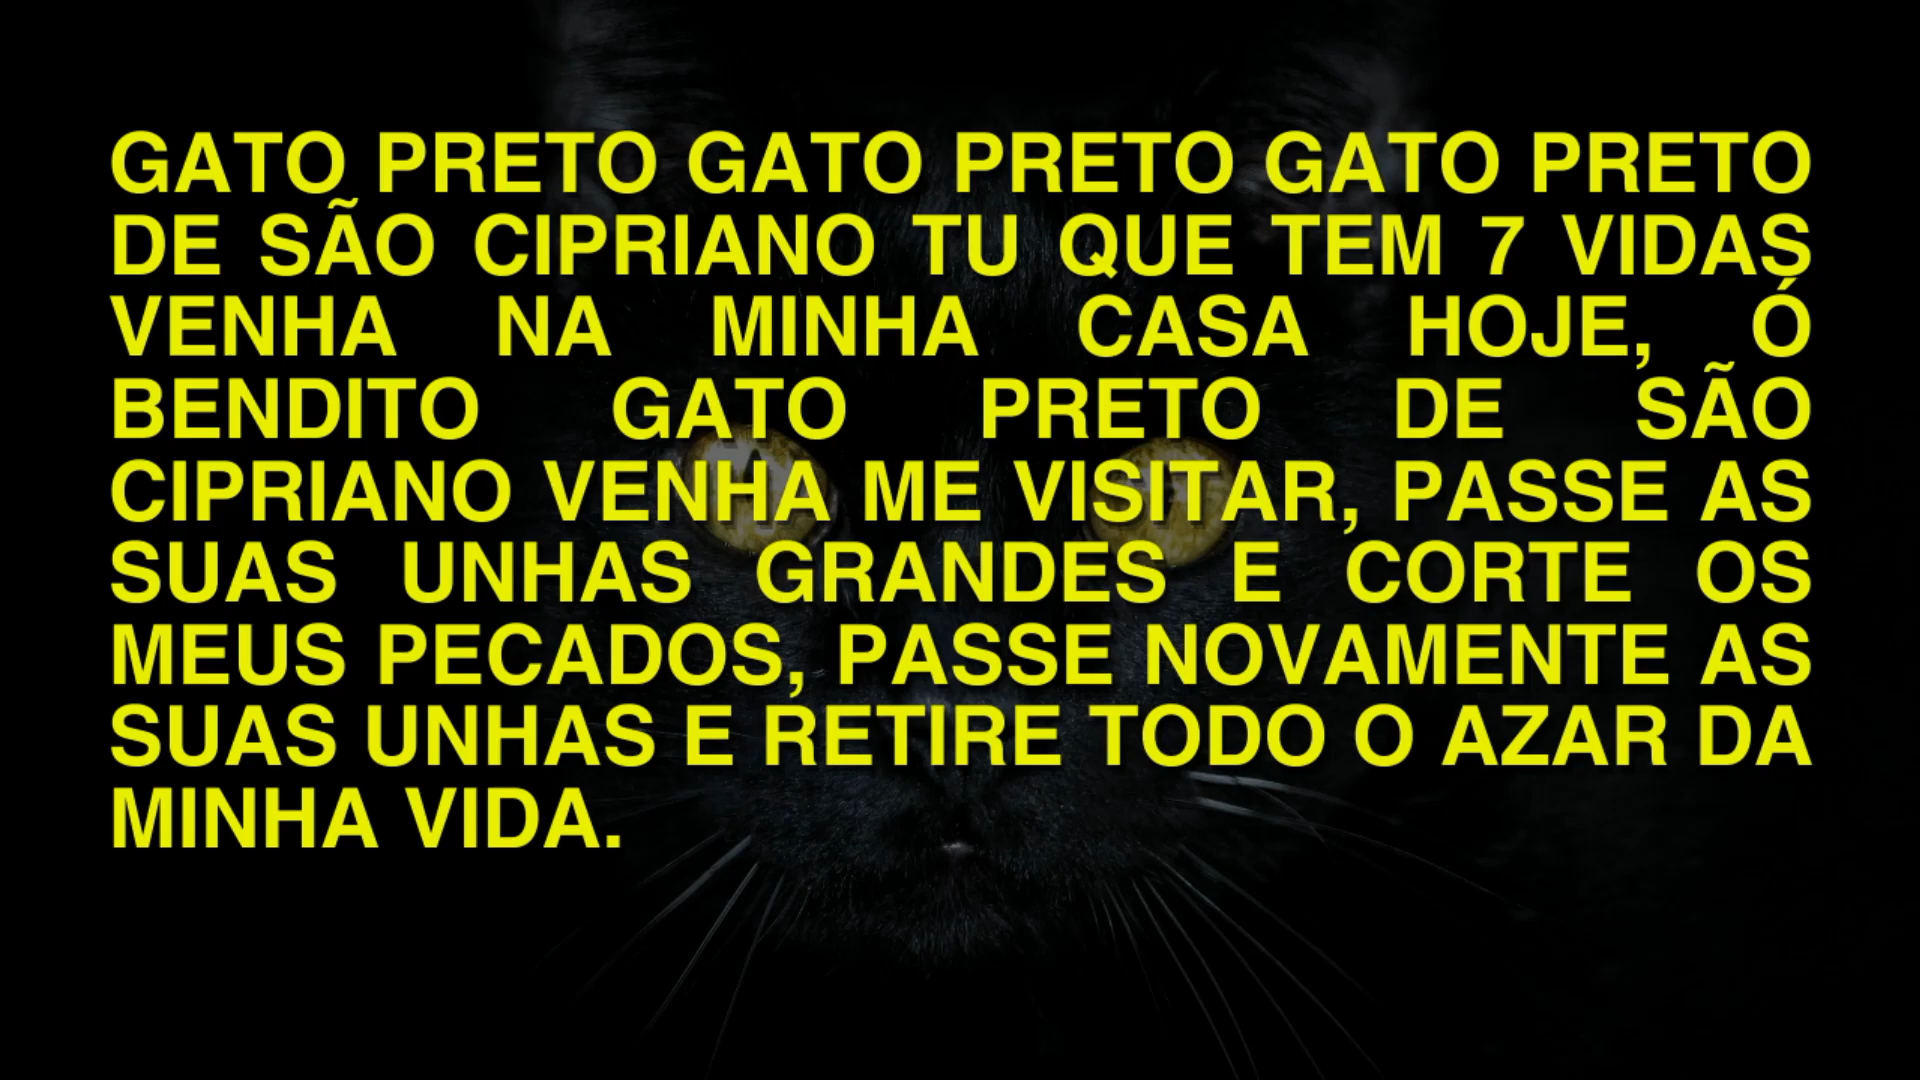 GATO PRETO GATO PRETO GATO PRETO
DE SÃO CIPRIANO TU QUE TEM 7 VIDAS
VENHA NA MINHA CASA HOJE, Ó
BENDITO GATO PRETO DE SÃO
CIPRIANO VENHA ME VISITAR, PASSE AS
SUAS UNHAS GRANDES E CORTE OS
MEUS PECADOS, PASSE NOVAMENTE AS
SUAS UNHAS E RETIRE TODO O AZAR DA
MINHA VIDA.